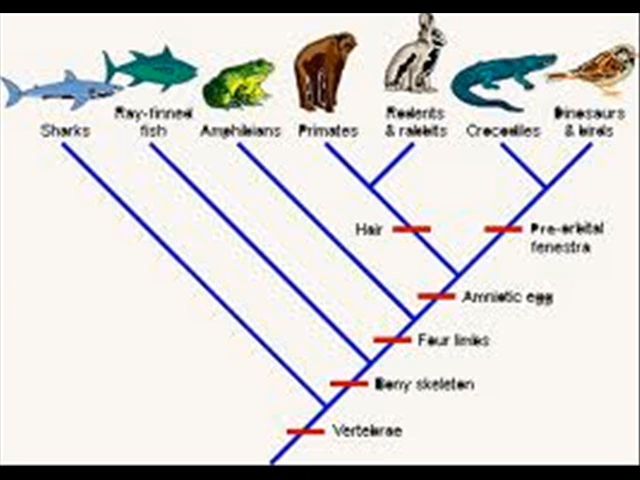 Sharks
Ray-finned
fish
Amphibians
Primates
Rodents
& rabbits
Crocodiles
Dinosaurs
& birds
Hair
Pre-orbital
fenestra
Amniotic egg
Four limbs
Bony skeleton
Vertebrae